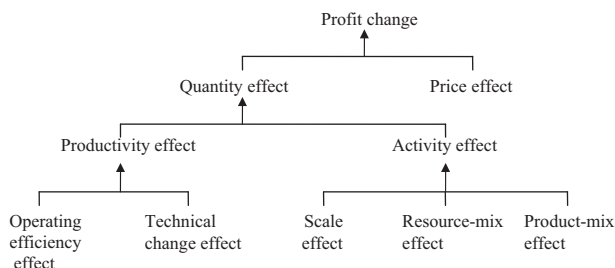 Profit change
Quantity effect
Price effect
Productivity effect
Activity effect
Operating
efficiency
effect
Technical
change effect
Scale
effect
Resource-mix
effect
Product-mix
effect